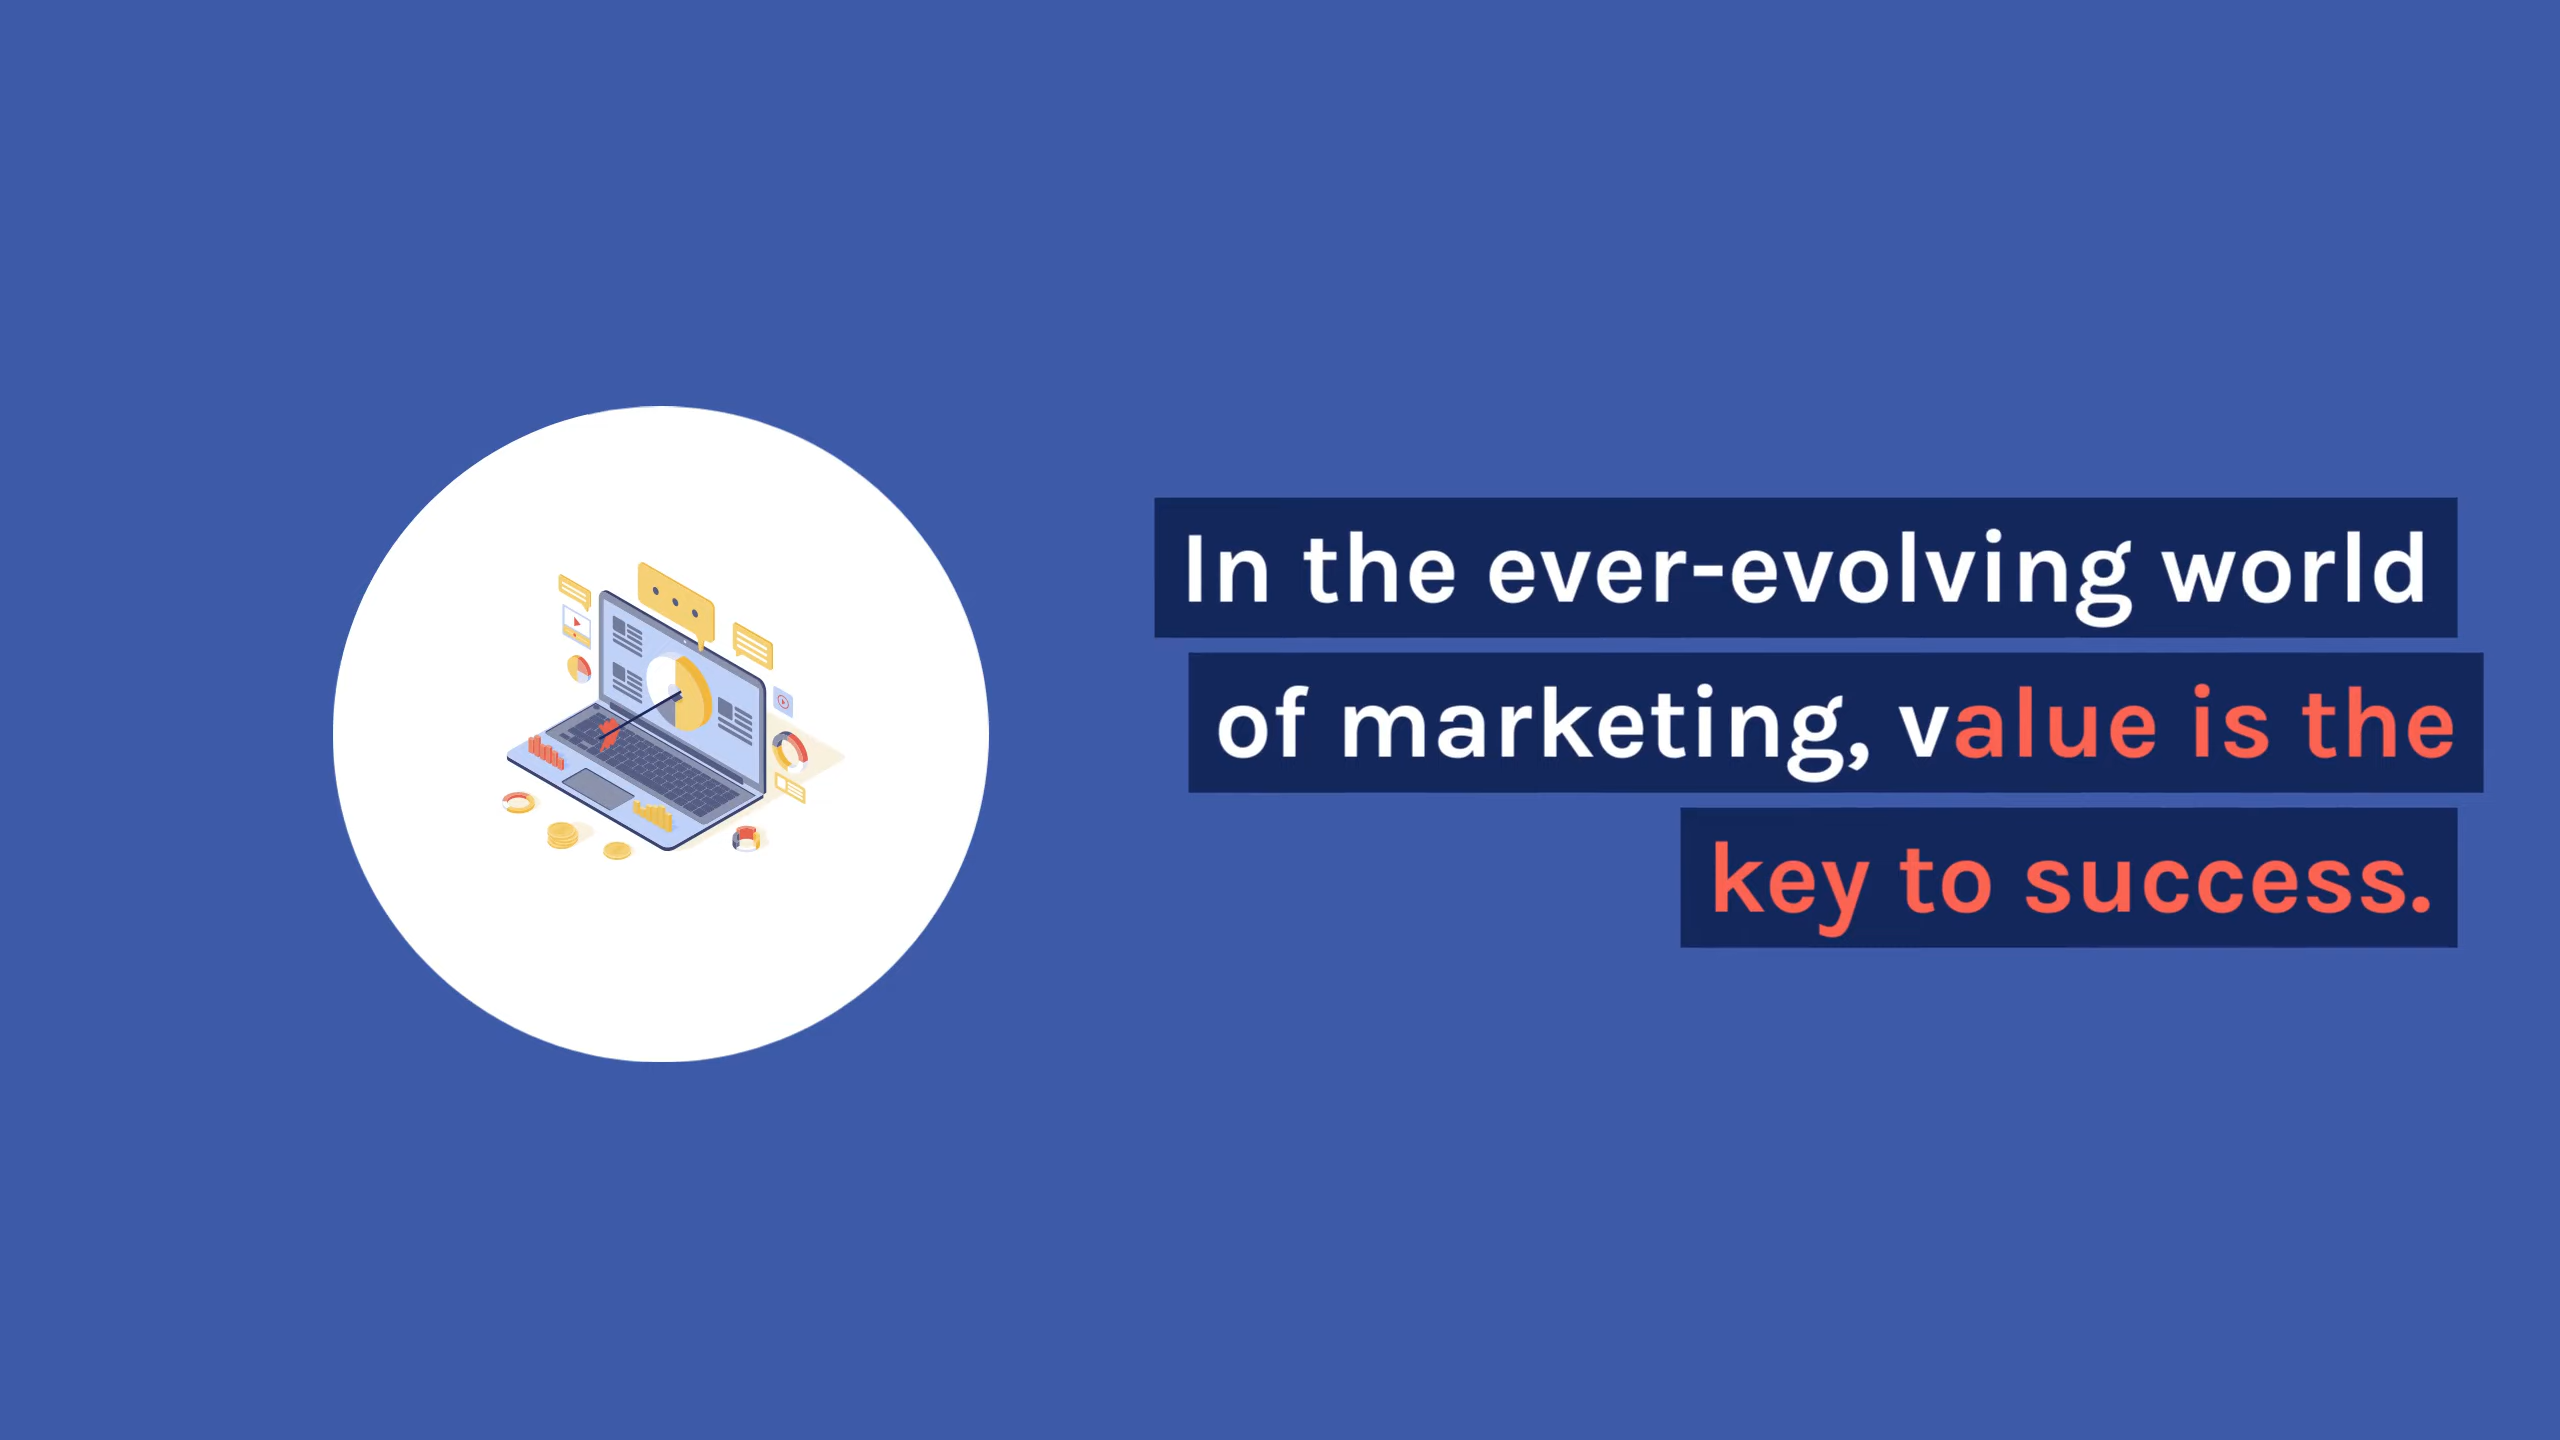 In the ever-evolving world
of marketing, value is the
key to success.